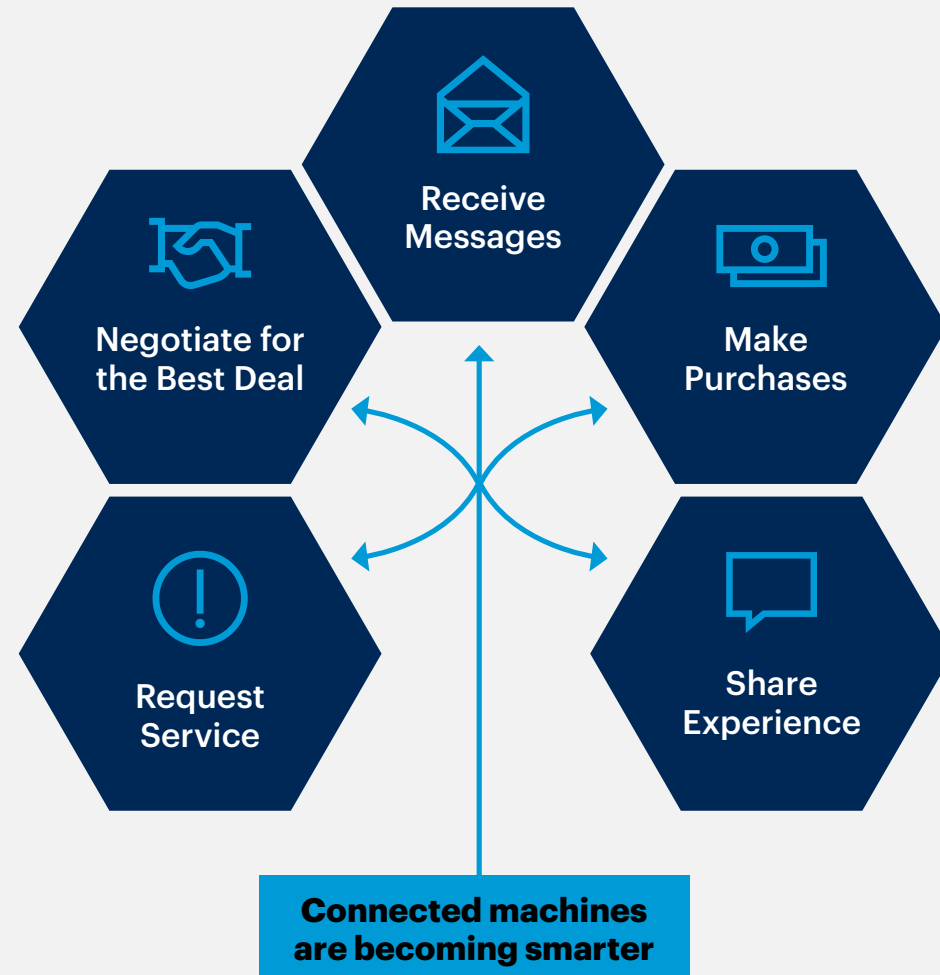 Receive
Messages
Negotiate for
the Best Deal
Make
Purchases
Request
Service
Share
Experience
Connected machines
are becoming smarter